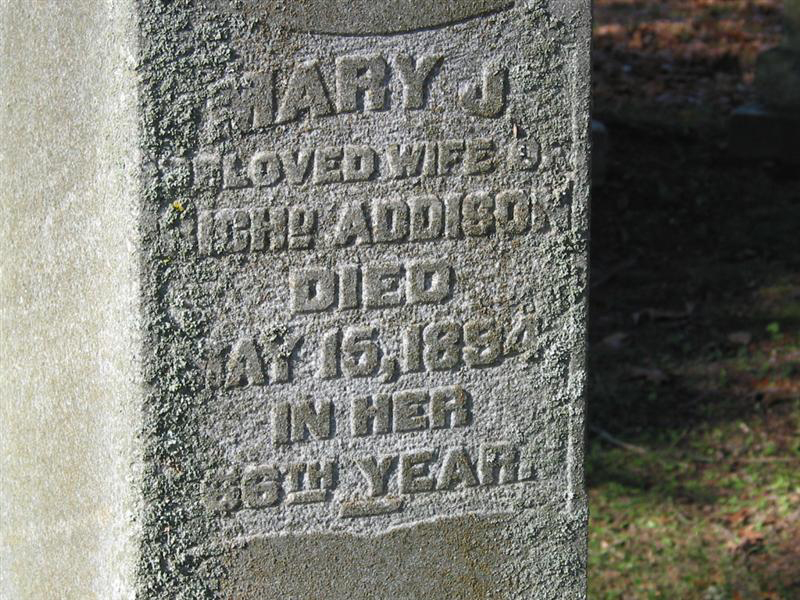 MARY J.
BELOVED WIFE OF
RICHD ADDISON
DIED
MAY 15, 1894
IN HER
YEAR.